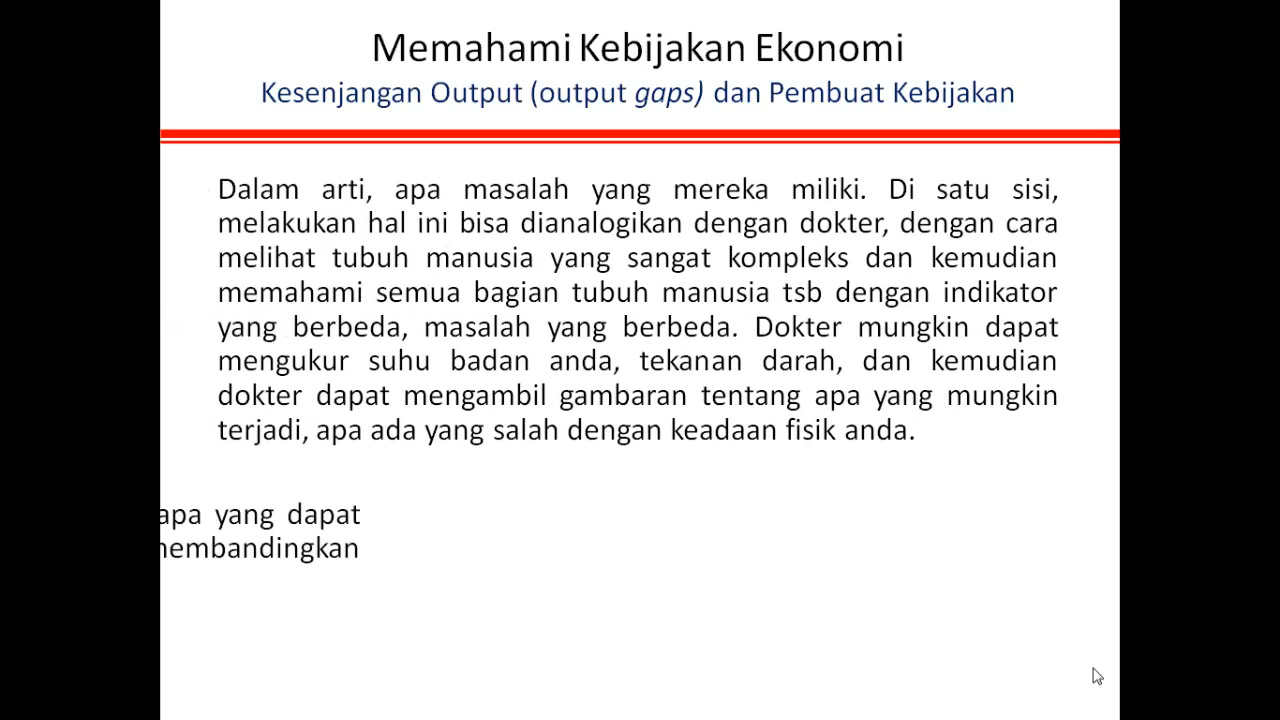 Memahami Kebijakan Ekonomi
Kesenjangan Output (output gaps) dan Pembuat Kebijakan
Dalam arti, apa masalah yang mereka miliki. Di satu sisi,
melakukan hal ini bisa dianalogikan dengan dokter, dengan cara
melihat tubuh manusia yang sangat kompleks dan kemudian
memahami semua bagian tubuh manusia tsb dengan indikator
yang berbeda, masalah yang berbeda. Dokter mungkin dapat
mengukur suhu badan anda, tekanan darah, dan kemudian
dokter dapat mengambil gambaran tentang apa yang mungkin
terjadi, apa ada yang salah dengan keadaan fisik anda.
apa yang dapat
membandingkan